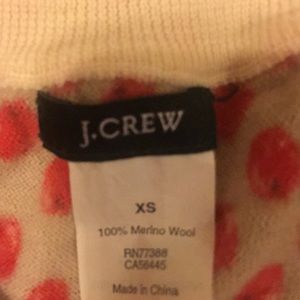 J.CREW
XS
100% Merino Wool
RN77388
CA56445
Made in China